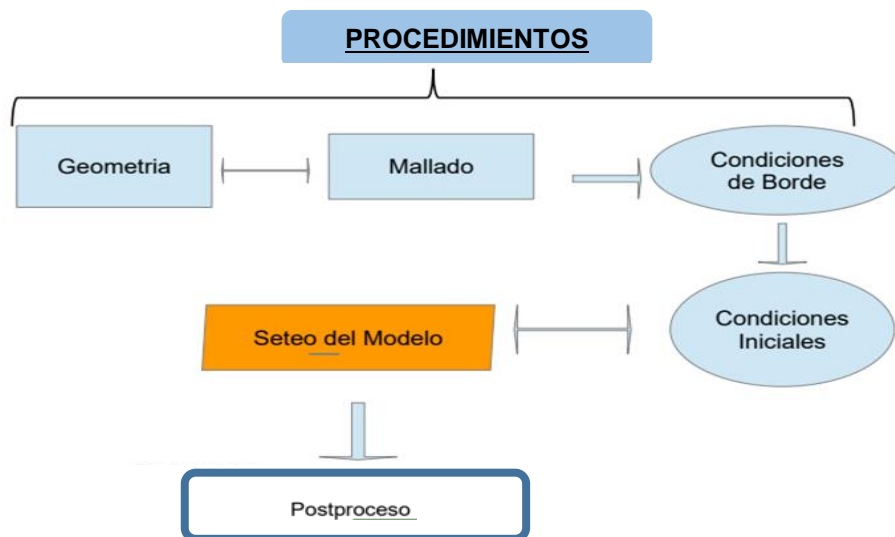 PROCEDIMIENTOS
Geometria
Mallado
Condiciones
de Borde
Seteo del Modelo
Condiciones
Iniciales
Postproceso